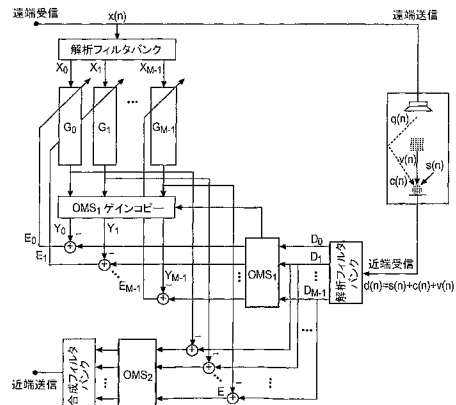 遠端受信
x(n)
遠端送信
解析フィルタバンク
X0 X1 XM-1
G0 G1 ... GM-1
q(n)
v(n)
s(n)
c(n)
OMS1ゲインコピー
Y0 Y1
E0
E1
YM-1
EM-1
OMS1
D0
D1
DM-1
解析フィルタバンク
近端受信
d(n)=s(n)+c(n)+v(n)
近端送信
合成フィルタバンク
OMS2
E